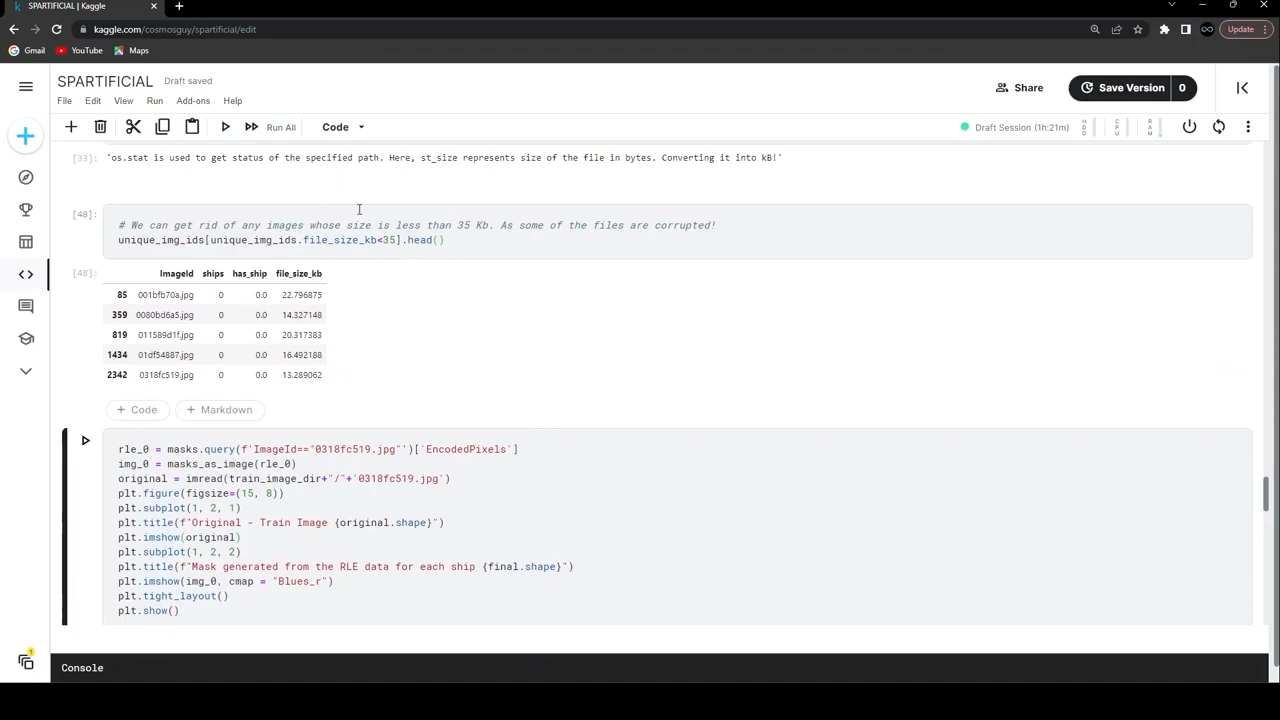 SPARTIFICIAL | Kaggle
kaggle.com/cosmosguy/spartificial/edit
Update
Gmail YouTube Maps
SPARTIFICIAL Draft saved
Share
Save Version 0
File Edit View Run Add-ons Help
Run All Code
Draft Session (1h:21m)
HDD CPU RAM
[33]: 'os.stat is used to get status of the specified path. Here, st_size represents size of the file in bytes. Converting it into kB!'
[48]: # We can get rid of any images whose size is less than 35 Kb. As some of the files are corrupted!
unique_img_ids[unique_img_ids.file_size_kb<35].head()
[48]: ImageId ships has_ship file_size_kb
85 001bfb70a.jpg 0 0.0 22.796875
359 0080bd6a5.jpg 0 0.0 14.327148
819 011589d1f.jpg 0 0.0 20.317383
1434 01df54887.jpg 0 0.0 16.492188
2342 0318fc519.jpg 0 0.0 13.289062
+ Code + Markdown
rle_0 = masks.query(f'ImageId=="0318fc519.jpg"')['EncodedPixels']
img_0 = masks_as_image(rle_0)
original = imread(train_image_dir+"/"+'0318fc519.jpg')
plt.figure(figsize=(15, 8))
plt.subplot(1, 2, 1)
plt.title(f"Original - Train Image {original.shape}")
plt.imshow(original)
plt.subplot(1, 2, 2)
plt.title(f"Mask generated from the RLE data for each ship {final.shape}")
plt.imshow(img_0, cmap = "Blues_r")
plt.tight_layout()
plt.show()
1
Console